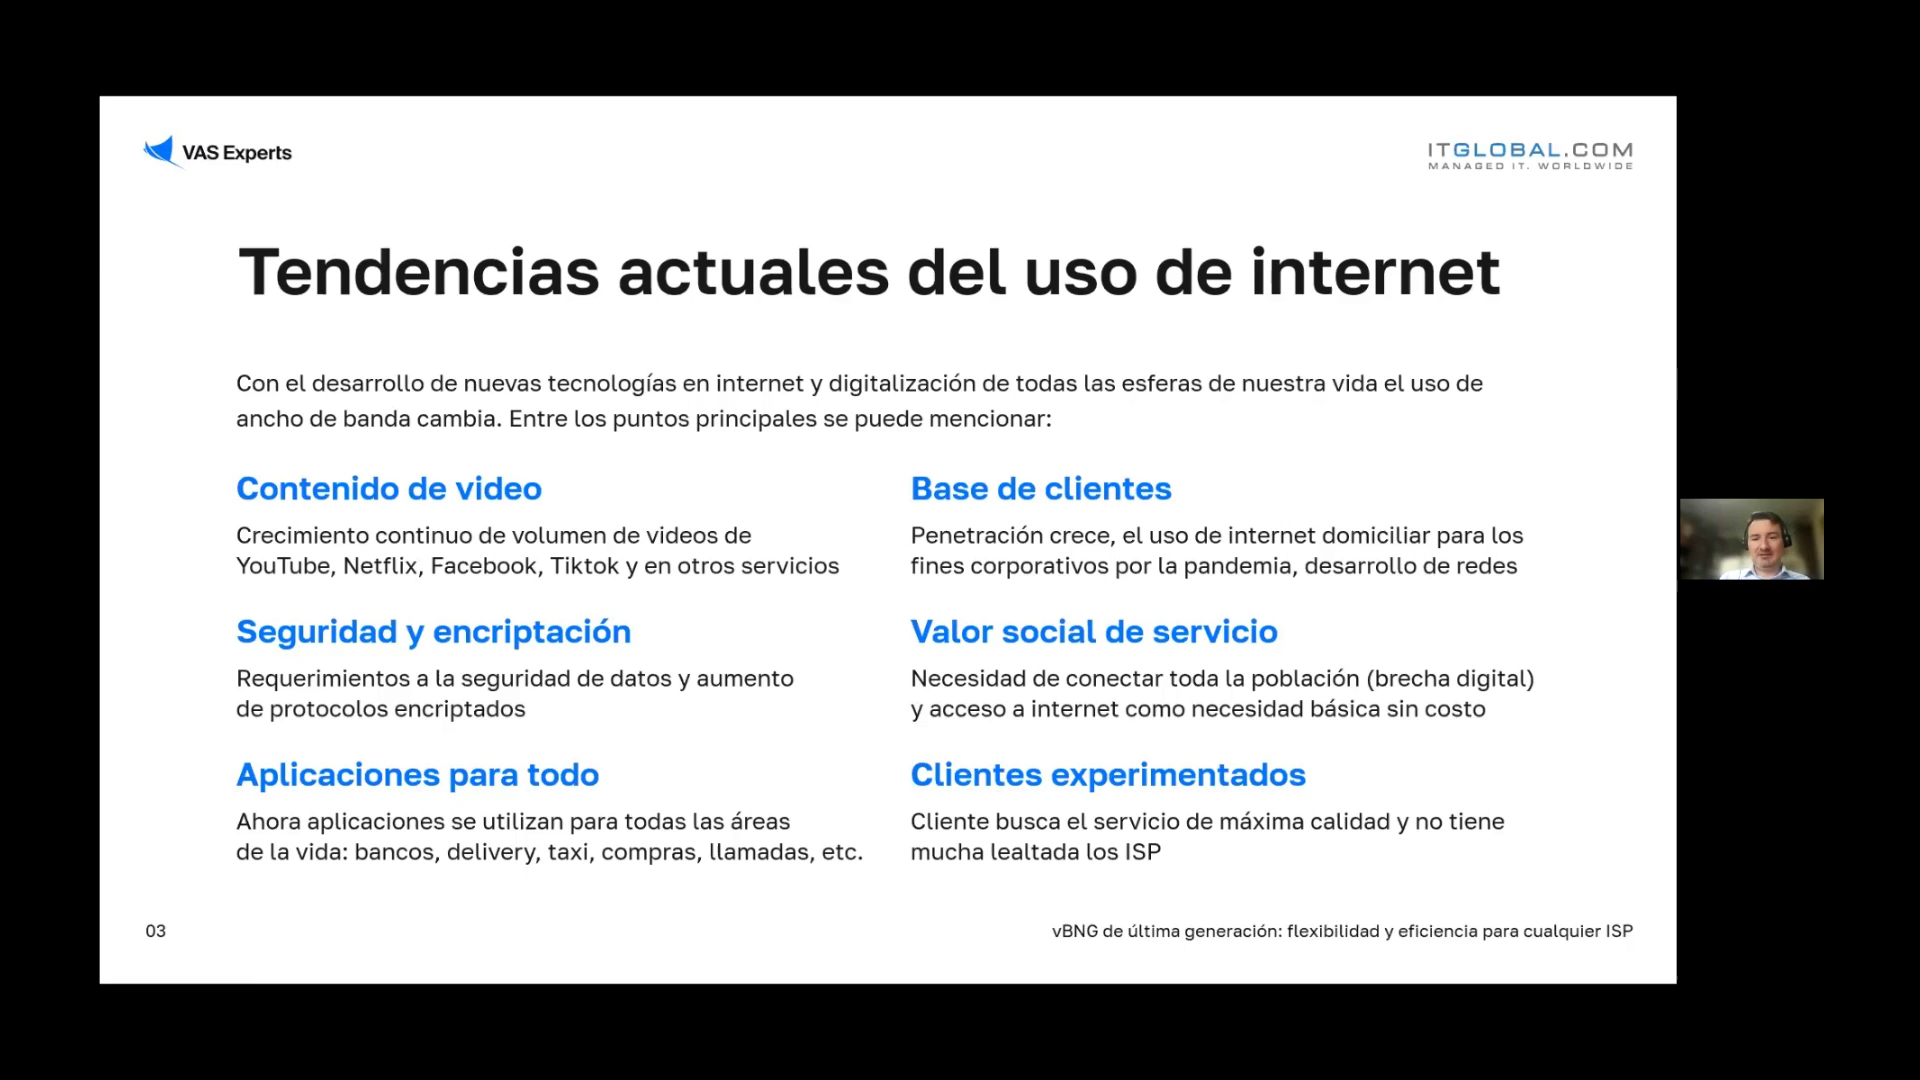 VAS Experts
ITGLOBAL.COM
MANAGED IT. WORLDWIDE
Tendencias actuales del uso de internet
Con el desarrollo de nuevas tecnologías en internet y digitalización de todas las esferas de nuestra vida el uso de
ancho de banda cambia. Entre los puntos principales se puede mencionar:
Contenido de video
Crecimiento continuo de volumen de videos de
YouTube, Netflix, Facebook, Tiktok y en otros servicios
Seguridad y encriptación
Requerimientos a la seguridad de datos y aumento
de protocolos encriptados
Aplicaciones para todo
Ahora aplicaciones se utilizan para todas las áreas
de la vida: bancos, delivery, taxi, compras, llamadas, etc.
Base de clientes
Penetración crece, el uso de internet domiciliar para los
fines corporativos por la pandemia, desarrollo de redes
Valor social de servicio
Necesidad de conectar toda la población (brecha digital)
y acceso a internet como necesidad básica sin costo
Clientes experimentados
Cliente busca el servicio de máxima calidad y no tiene
mucha lealtada los ISP
03
vBNG de última generación: flexibilidad y eficiencia para cualquier ISP